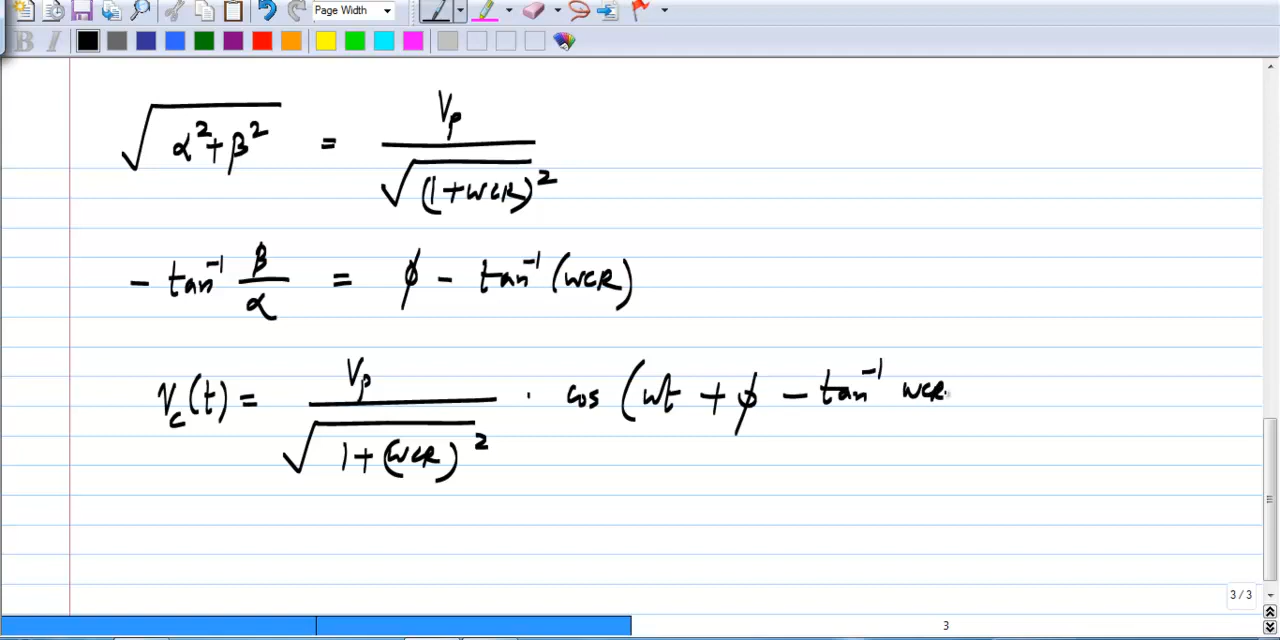 Page Width
B I
√(α²+β²) = Vp / √(1+ωCR)²
- tan⁻¹ β/α = φ - tan⁻¹ (ωCR)
Vc(t) = Vp / √1+(ωCR)² · cos (ωt + φ - tan⁻¹ ωCR
3 / 3
3